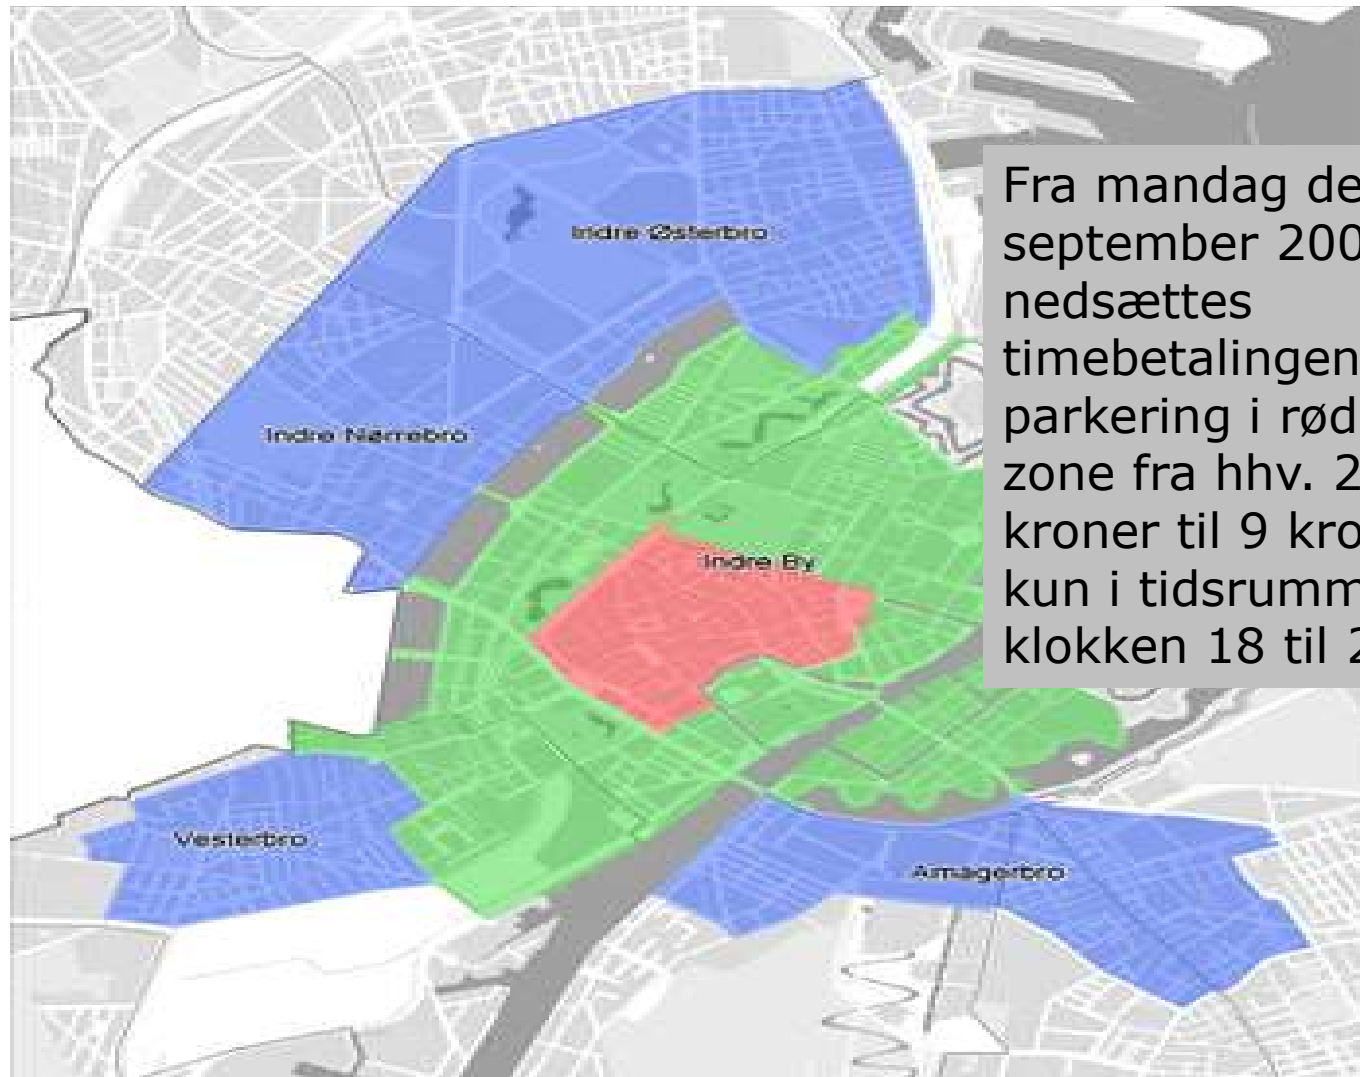 Indre Østerbro
Fra mandag de
september 200
nedsættes
timebetalingen
parkering i rød
zone fra hhv. 2
kroner til 9 kro
kun i tidsrumm
klokken 18 til 2
Indre Nørrebro
Indre By
Vesterbro
Amagerbro